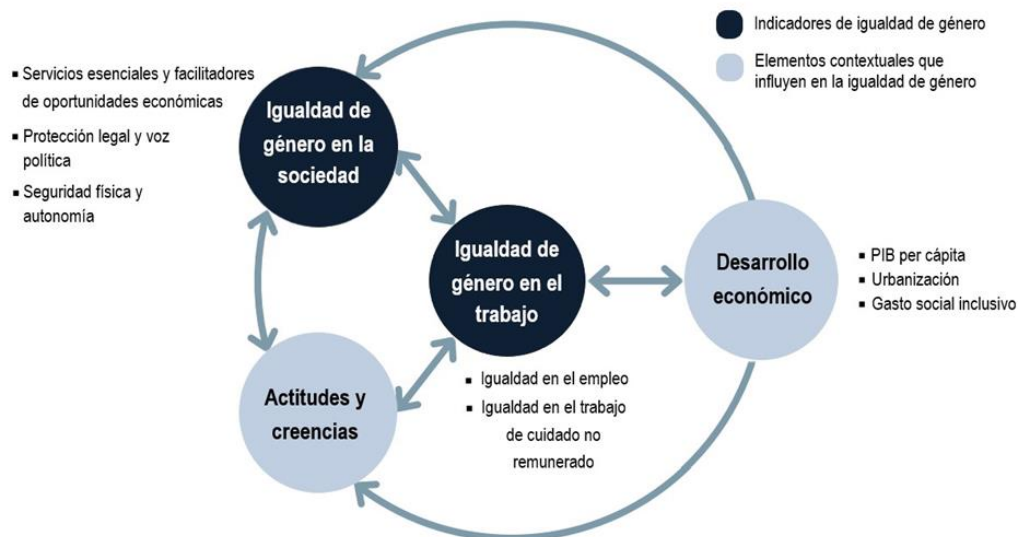 Indicadores de igualdad de género
Elementos contextuales que
influyen en la igualdad de género
▪ Servicios esenciales y facilitadores
de oportunidades económicas
▪ Protección legal y voz
política
▪ Seguridad física y
autonomía
Igualdad de
género en la
sociedad
Igualdad de
género en el
trabajo
▪ Igualdad en el empleo
▪ Igualdad en el trabajo
de cuidado no
remunerado
Desarrollo
económico
▪ PIB per cápita
▪ Urbanización
▪ Gasto social inclusivo
Actitudes y
creencias